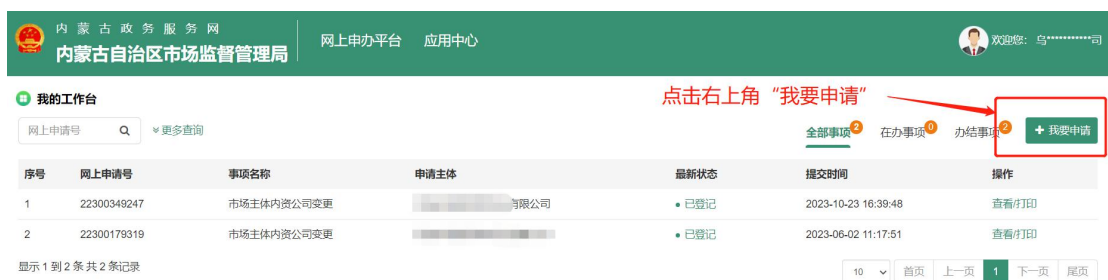 内蒙古政务服务网
内蒙古自治区市场监督管理局
网上申办平台 应用中心
欢迎您: 乌***********司
我的工作台
点击右上角“我要申请”
网上申请号 更多查询
全部事项 2 在办事项 0 办结事项 2 + 我要申请
序号 网上申请号 事项名称 申请主体 最新状态 提交时间 操作
1 22300349247 市场主体内资公司变更 有限公司 已登记 2023-10-23 16:39:48 查看/打印
2 22300179319 市场主体内资公司变更 已登记 2023-06-02 11:17:51 查看/打印
显示 1 到 2 条 共 2 条记录
10 首页 上一页 1 下一页 尾页